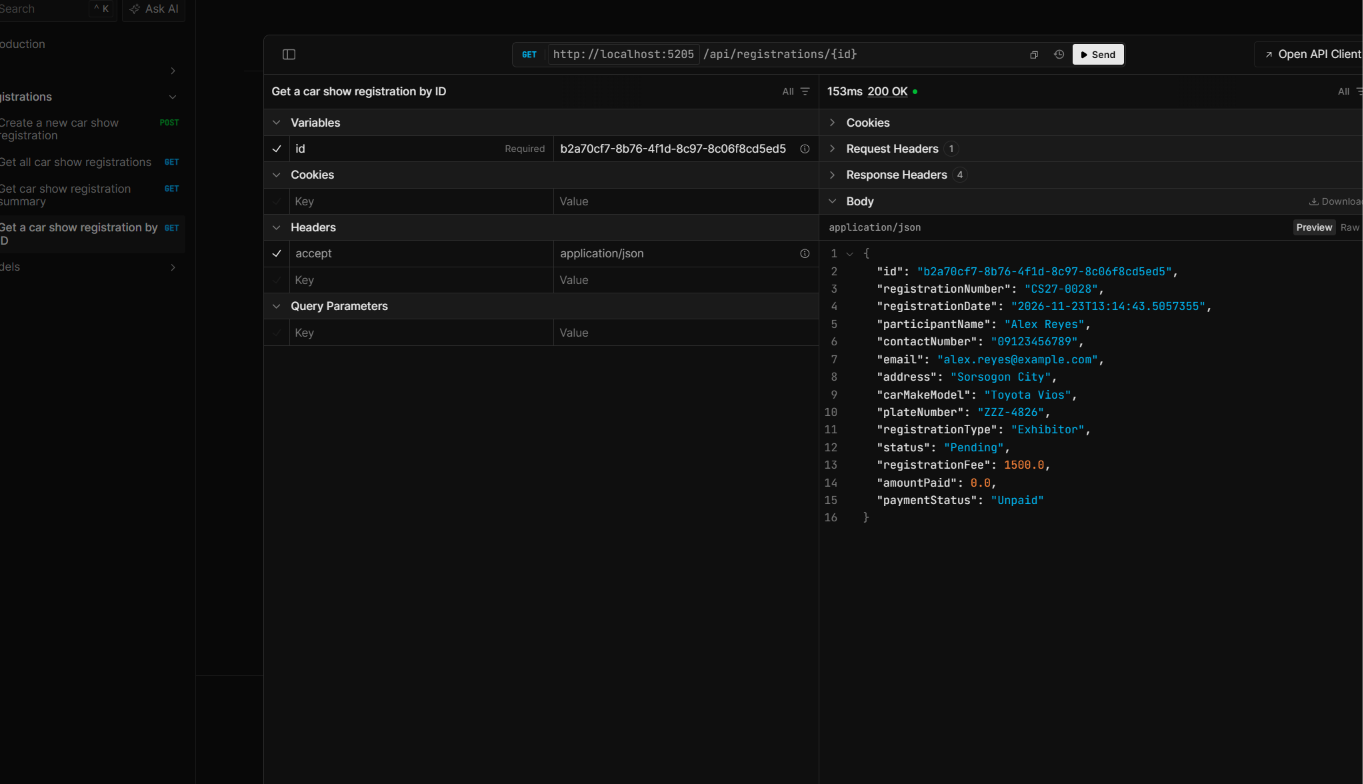 Search ^ K Ask AI
oduction
gistrations
Create a new car show registration POST
Get all car show registrations GET
Get car show registration summary GET
Get a car show registration by ID GET
dels
GET http://localhost:5205 /api/registrations/{id} Send Open API Client
Get a car show registration by ID All
Variables
id Required b2a70cf7-8b76-4f1d-8c97-8c06f8cd5ed5
Cookies
Key Value
Headers
accept application/json
Key Value
Query Parameters
Key Value
153ms 200 OK All
Cookies
Request Headers 1
Response Headers 4
Body Downloa
application/json Preview Raw
1 {
2 "id": "b2a70cf7-8b76-4f1d-8c97-8c06f8cd5ed5",
3 "registrationNumber": "CS27-0028",
4 "registrationDate": "2026-11-23T13:14:43.5057355",
5 "participantName": "Alex Reyes",
6 "contactNumber": "09123456789",
7 "email": "alex.reyes@example.com",
8 "address": "Sorsogon City",
9 "carMakeModel": "Toyota Vios",
10 "plateNumber": "ZZZ-4826",
11 "registrationType": "Exhibitor",
12 "status": "Pending",
13 "registrationFee": 1500.0,
14 "amountPaid": 0.0,
15 "paymentStatus": "Unpaid"
16 }